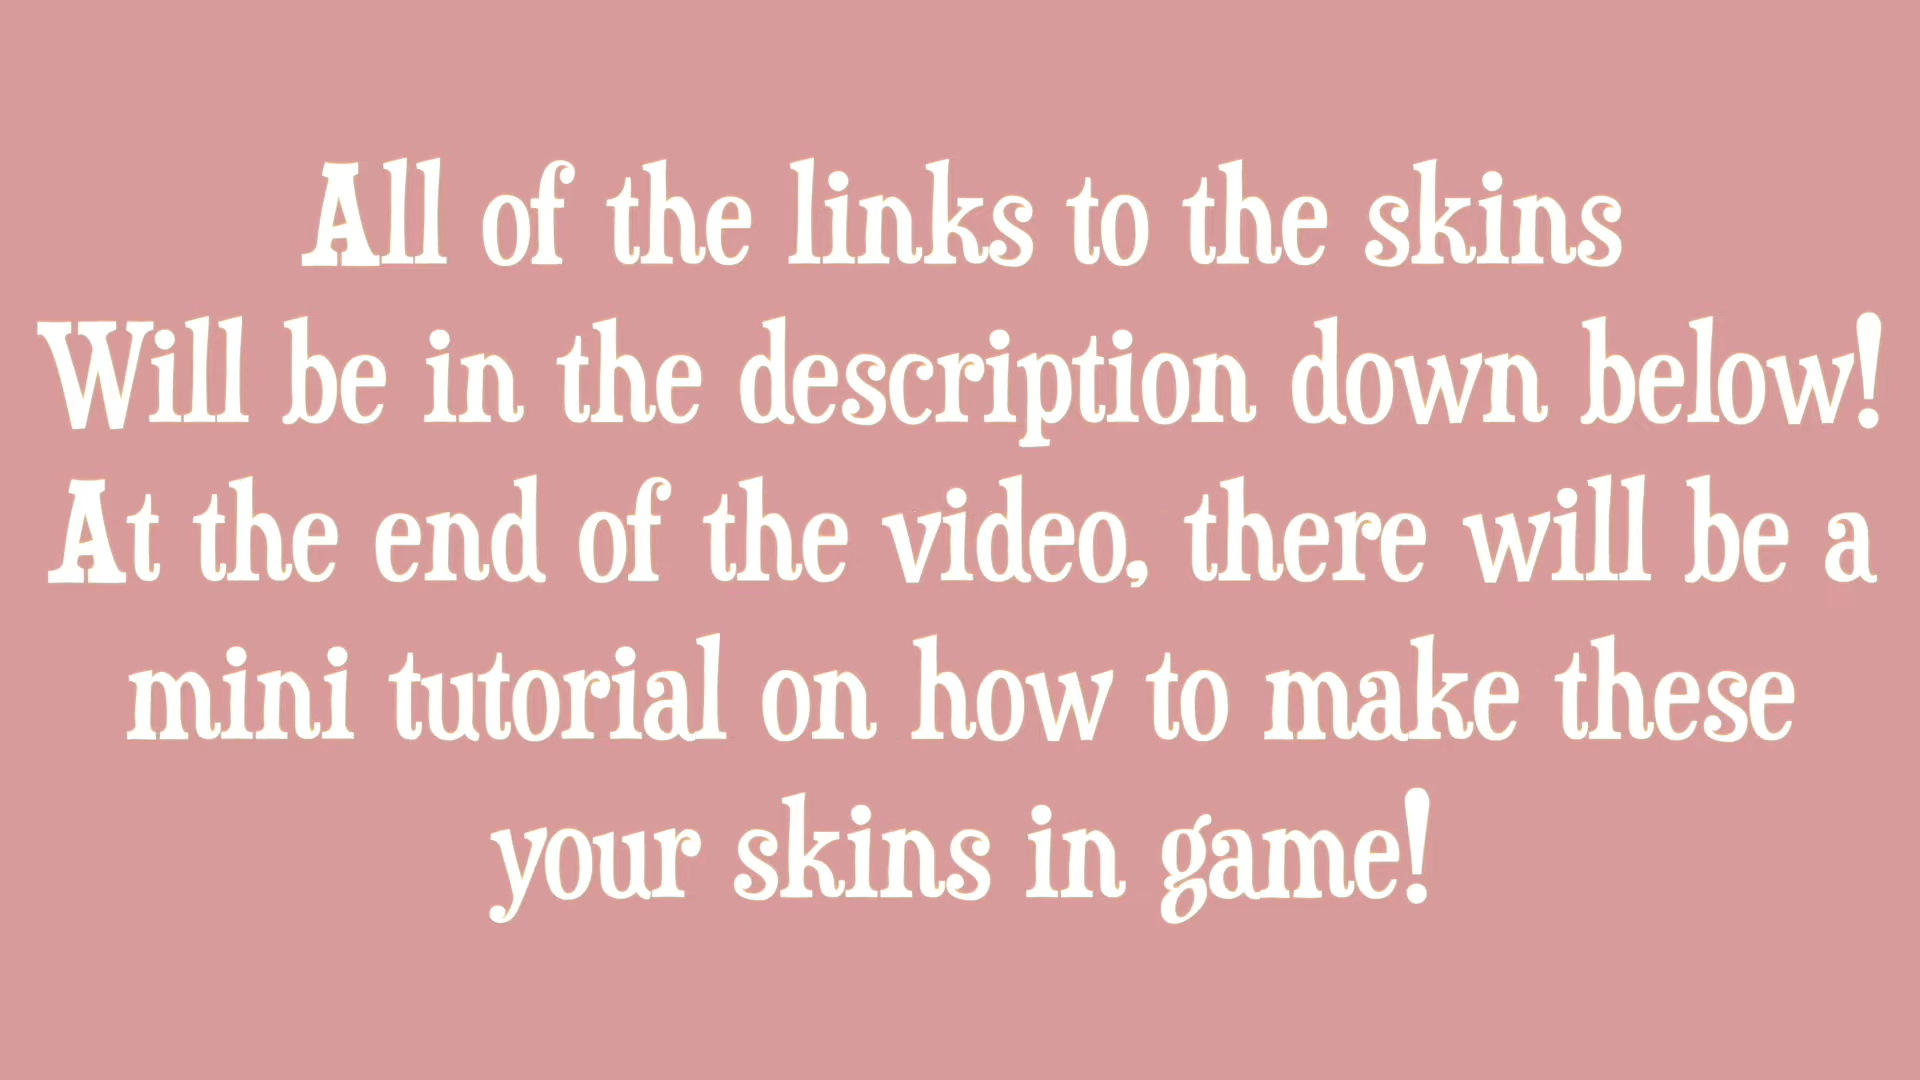 All of the links to the skins
Will be in the description down below!
At the end of the video, there will be a
mini tutorial on how to make these
your skins in game!